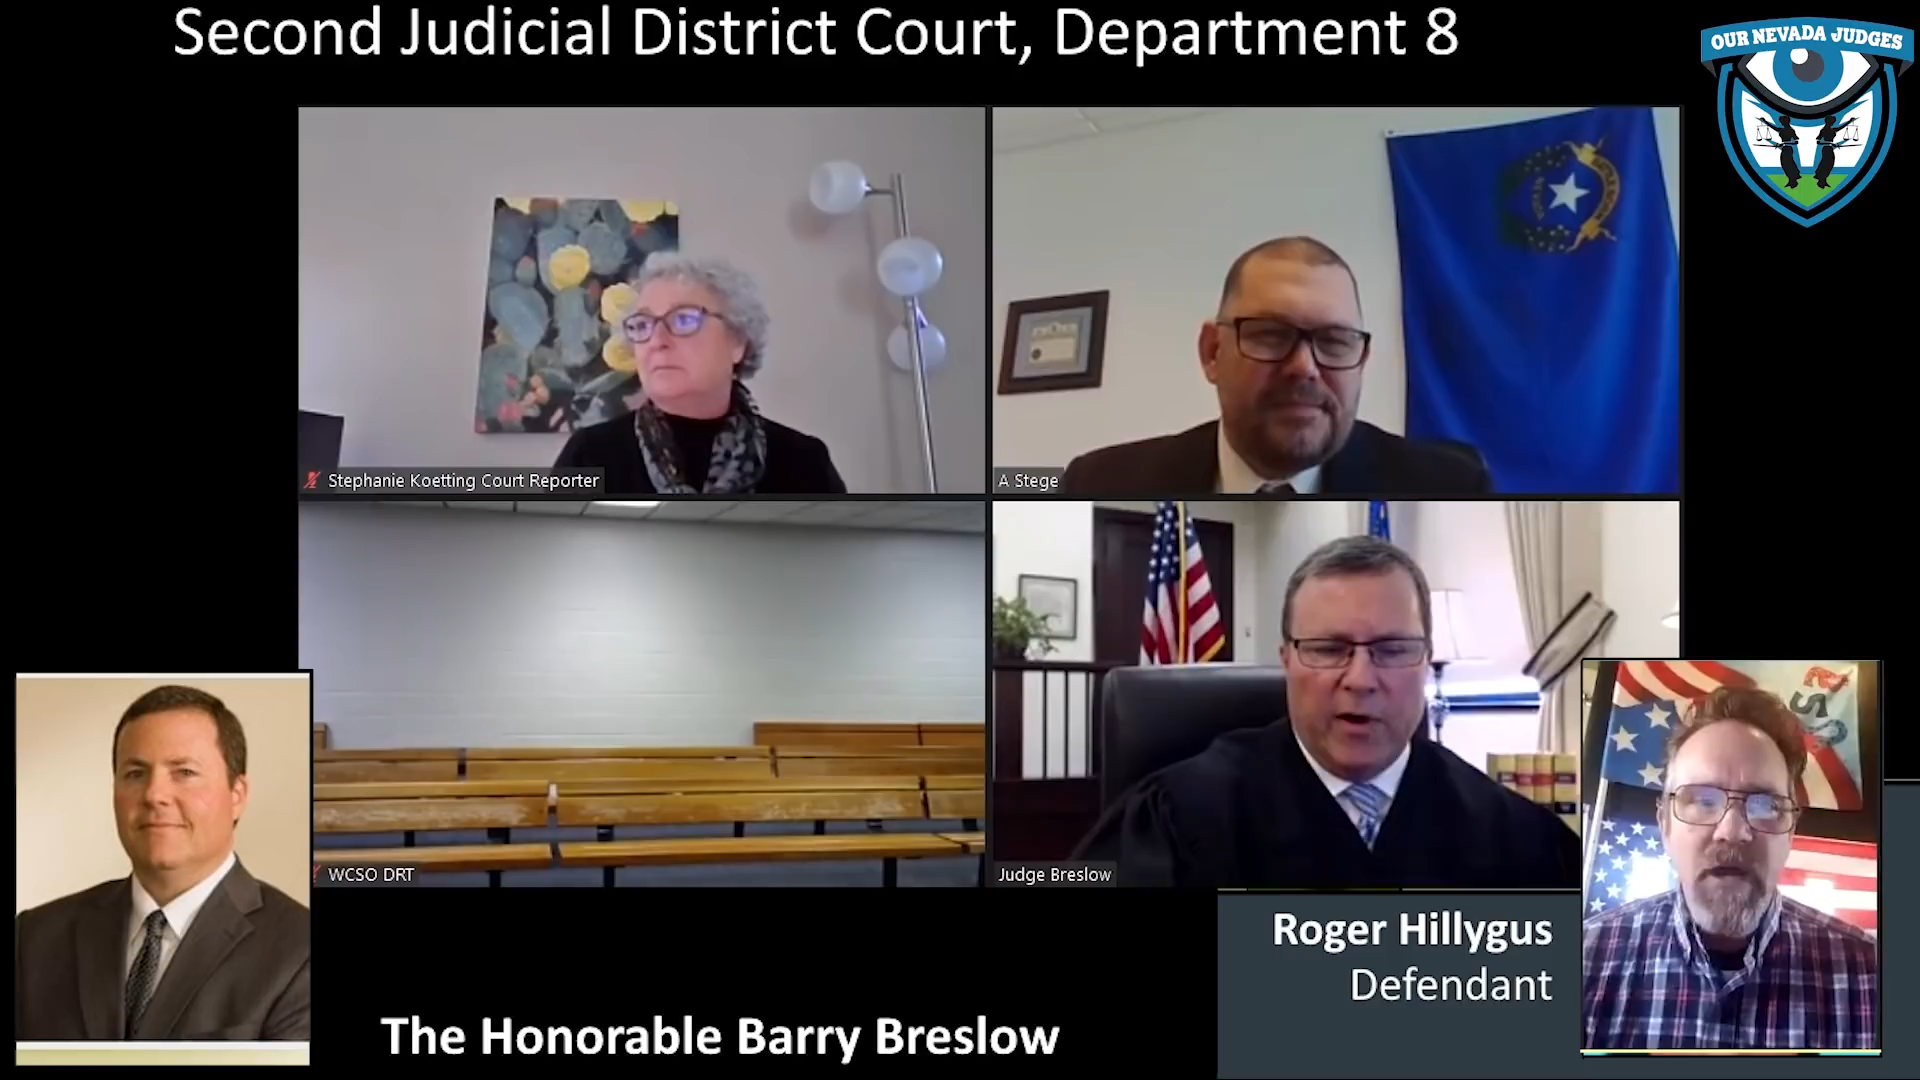 Second Judicial District Court, Department 8
OUR NEVADA JUDGES
Stephanie Koetting Court Reporter
A Stege
WCSO DRT
Judge Breslow
Roger Hillygus
Defendant
The Honorable Barry Breslow